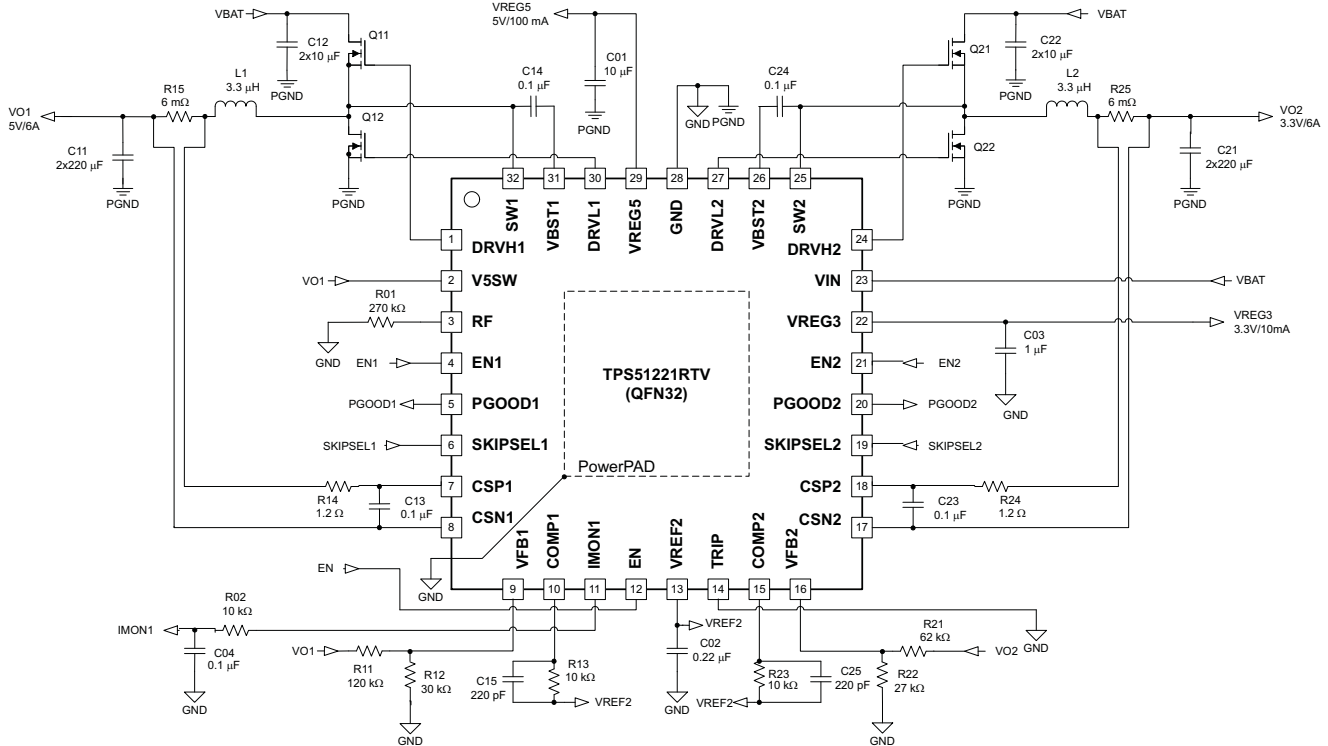 VBAT
C12
2x10 µF
PGND
Q11
VREG5
5V/100 mA
C01
10 µF
PGND
C14
0.1 µF
GND
PGND
C24
0.1 µF
Q21
C22
2x10 µF
PGND
VBAT
VO1
5V/6A
R15
6 mΩ
L1
3.3 µH
C11
2x220 µF
PGND
Q12
PGND
Q22
PGND
L2
3.3 µH
R25
6 mΩ
VO2
3.3V/6A
C21
2x220 µF
PGND
32
31
30
29
28
27
26
25
SW1
VBST1
DRVL1
VREG5
GND
DRVL2
VBST2
SW2
1
DRVH1
DRVH2
24
VO1
2
V5SW
VIN
23
VBAT
R01
270 kΩ
GND
3
RF
VREG3
22
VREG3
3.3V/10mA
C03
1 µF
GND
EN1
4
EN1
EN2
21
EN2
TPS51221RTV
(QFN32)
PGOOD1
5
PGOOD1
PGOOD2
20
PGOOD2
SKIPSEL1
6
SKIPSEL1
SKIPSEL2
19
SKIPSEL2
PowerPAD
R14
1.2 Ω
C13
0.1 µF
7
CSP1
CSP2
18
C23
0.1 µF
R24
1.2 Ω
8
CSN1
CSN2
17
VFB1
COMP1
IMON1
EN
VREF2
TRIP
COMP2
VFB2
GND
9
10
11
12
13
14
15
16
EN
IMON1
R02
10 kΩ
C04
0.1 µF
GND
VO1
R11
120 kΩ
R12
30 kΩ
GND
C15
220 pF
R13
10 kΩ
VREF2
VREF2
C02
0.22 µF
GND
VREF2
R23
10 kΩ
C25
220 pF
R21
62 kΩ
VO2
R22
27 kΩ
GND
GND